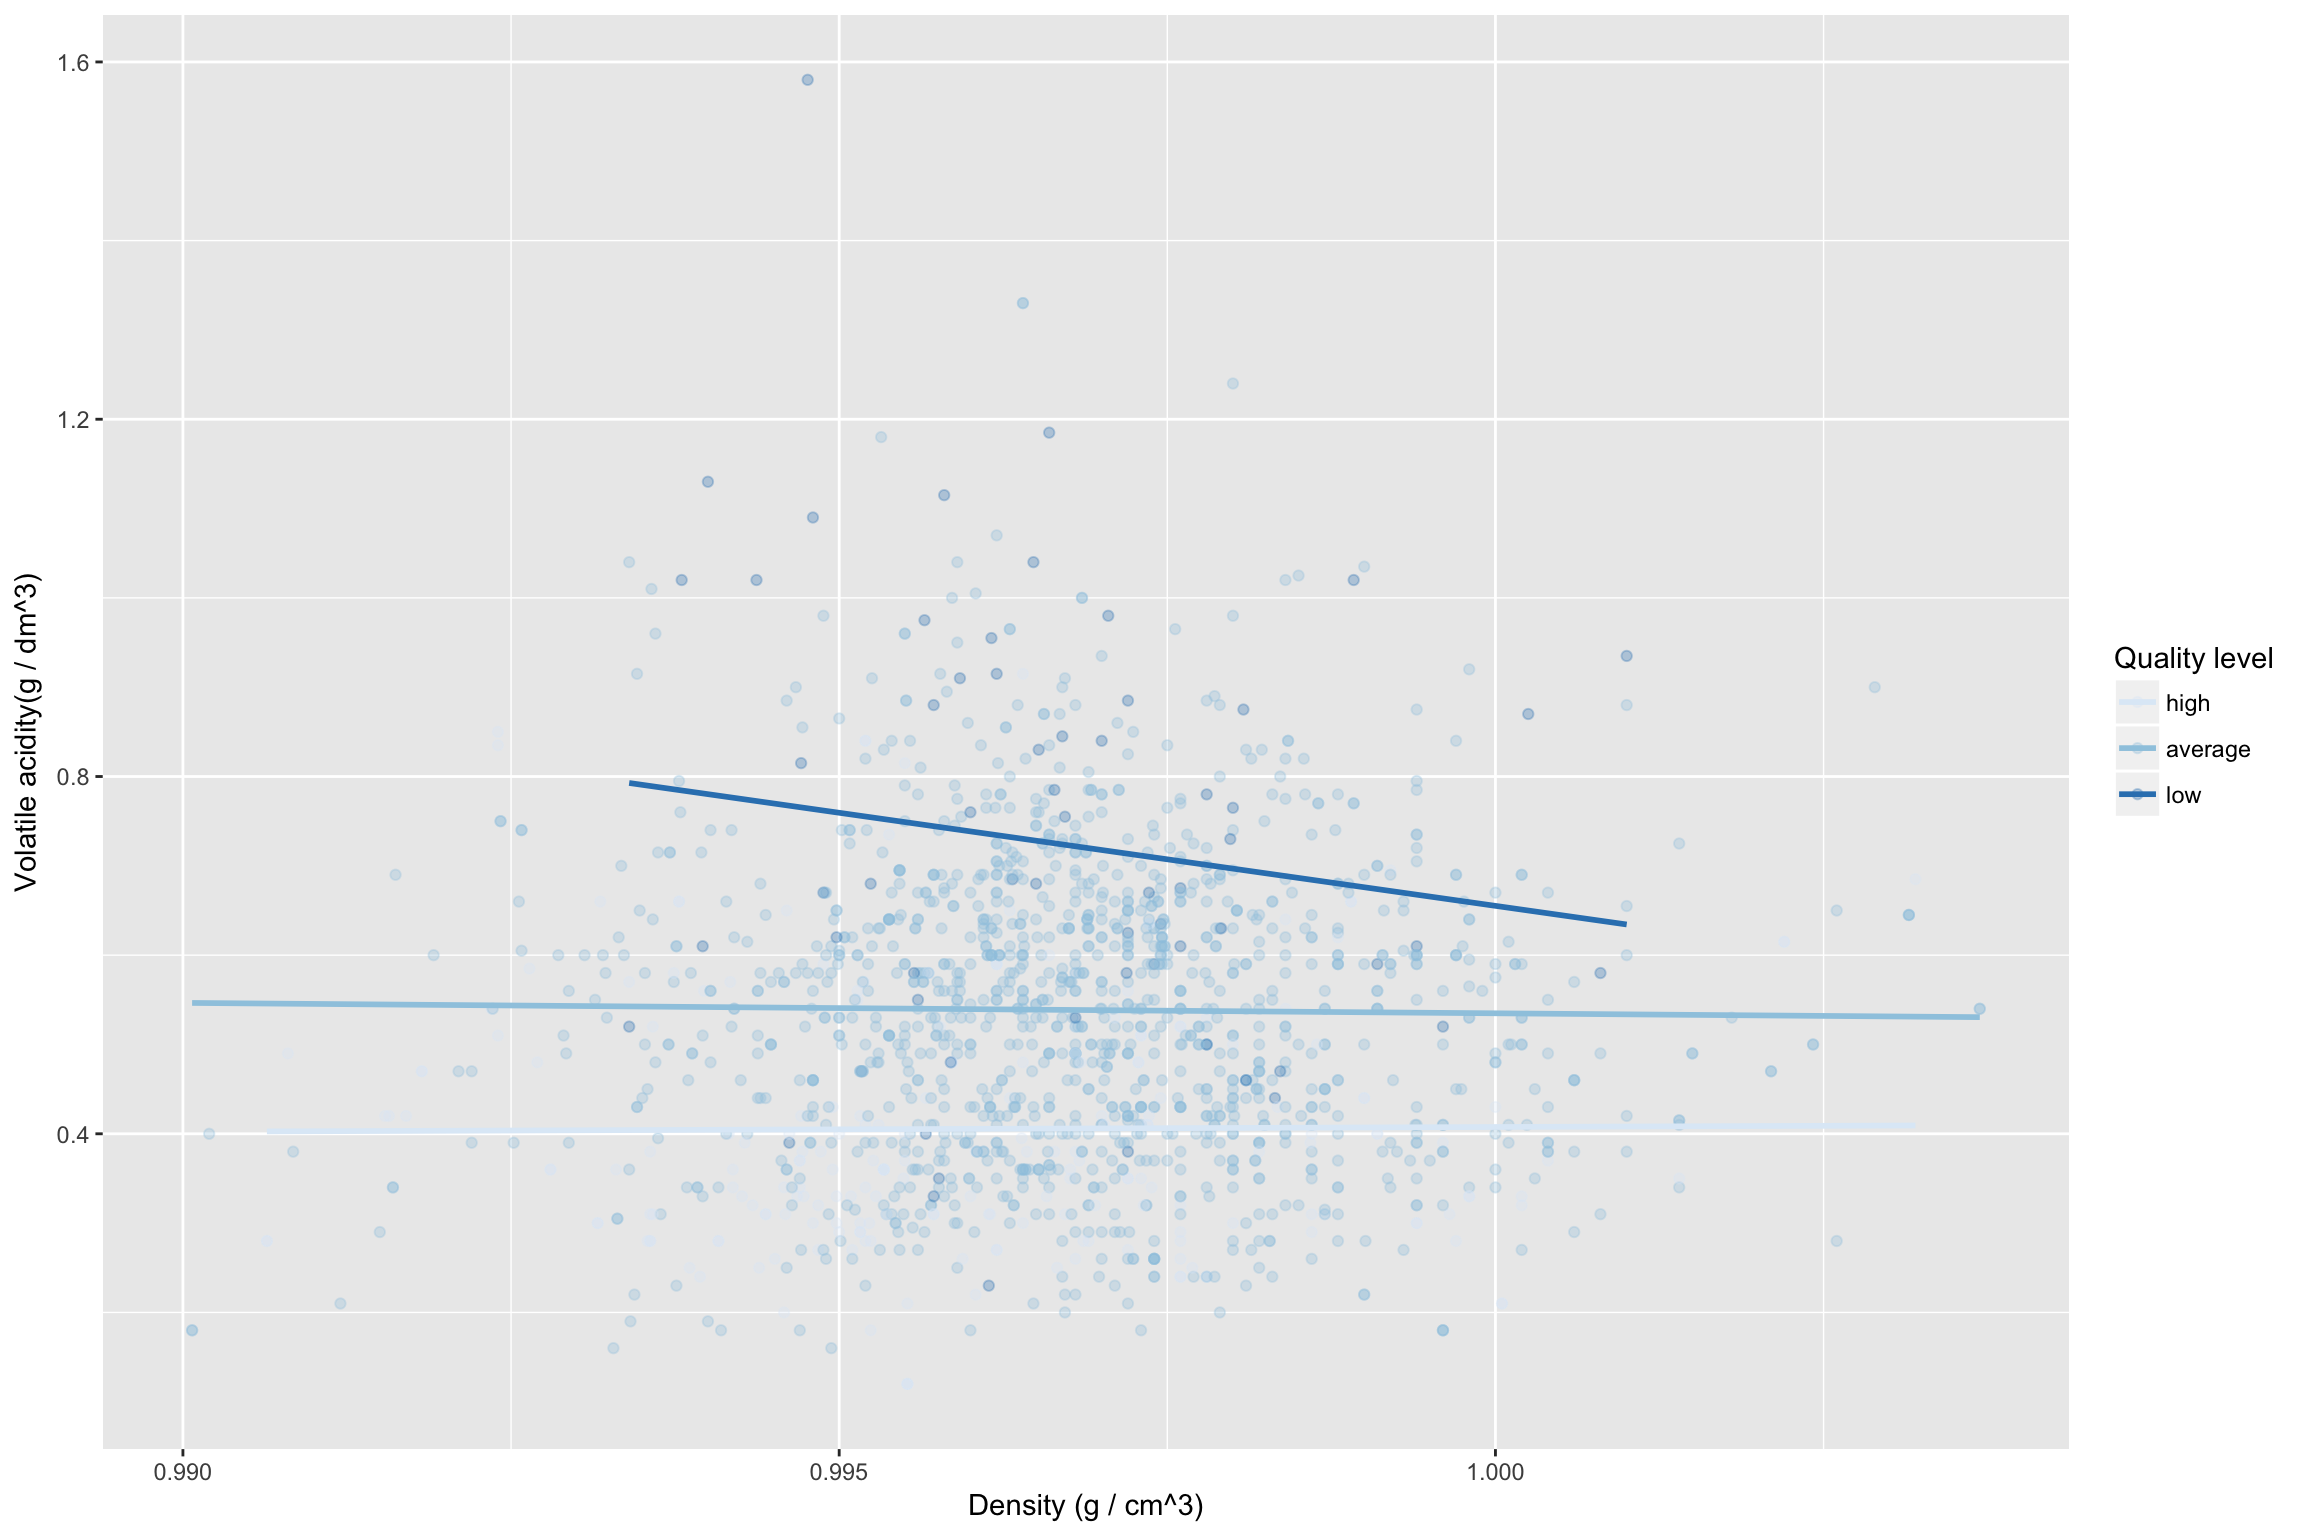 1.6
1.2
0.8
0.4
Volatile acidity(g / dm^3)
0.990
0.995
1.000
Density (g / cm^3)
Quality level
high
average
low